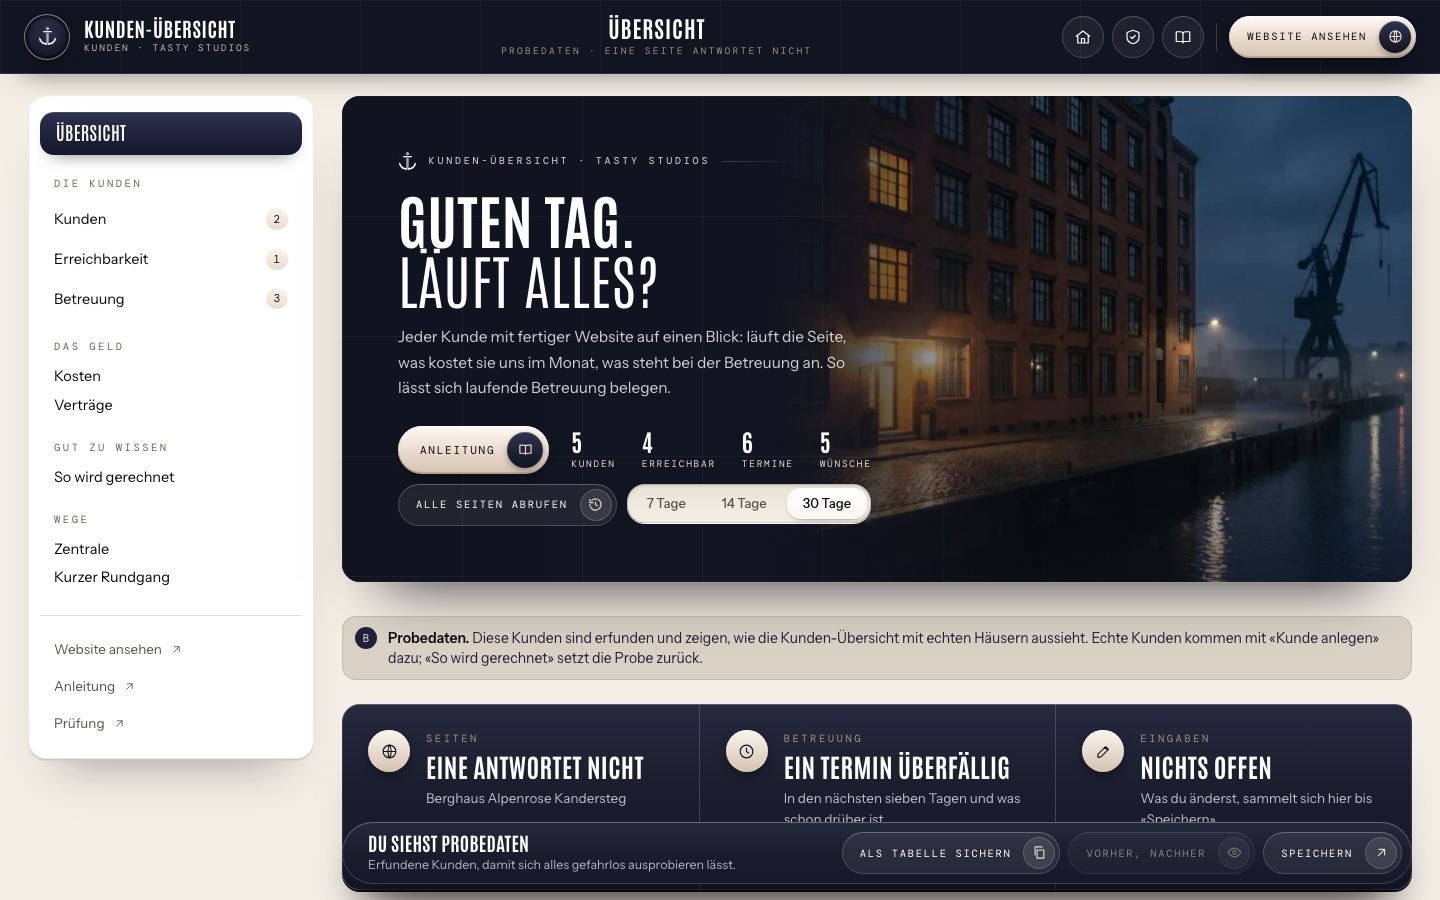 KUNDEN-ÜBERSICHT
KUNDEN · TASTY STUDIOS
ÜBERSICHT
PROBEDATEN · EINE SEITE ANTWORTET NICHT
WEBSITE ANSEHEN
ÜBERSICHT
DIE KUNDEN
Kunden 2
Erreichbarkeit 1
Betreuung 3
DAS GELD
Kosten
Verträge
GUT ZU WISSEN
So wird gerechnet
WEGE
Zentrale
Kurzer Rundgang
Website ansehen
Anleitung
Prüfung
KUNDEN-ÜBERSICHT · TASTY STUDIOS
GUTEN TAG.
LÄUFT ALLES?
Jeder Kunde mit fertiger Website auf einen Blick: läuft die Seite,
was kostet sie uns im Monat, was steht bei der Betreuung an. So
lässt sich laufende Betreuung belegen.
ANLEITUNG
5 KUNDEN
4 ERREICHBAR
6 TERMINE
5 WÜNSCHE
ALLE SEITEN ABRUFEN
7 Tage 14 Tage 30 Tage
B
Probedaten. Diese Kunden sind erfunden und zeigen, wie die Kunden-Übersicht mit echten Häusern aussieht. Echte Kunden kommen mit «Kunde anlegen»
dazu; «So wird gerechnet» setzt die Probe zurück.
SEITEN
EINE ANTWORTET NICHT
Berghaus Alpenrose Kandersteg
BETREUUNG
EIN TERMIN ÜBERFÄLLIG
In den nächsten sieben Tagen und was
schon drüber ist
EINGABEN
NICHTS OFFEN
Was du änderst, sammelt sich hier bis
«Speichern»
DU SIEHST PROBEDATEN
Erfundene Kunden, damit sich alles gefahrlos ausprobieren lässt.
ALS TABELLE SICHERN
VORHER, NACHHER
SPEICHERN